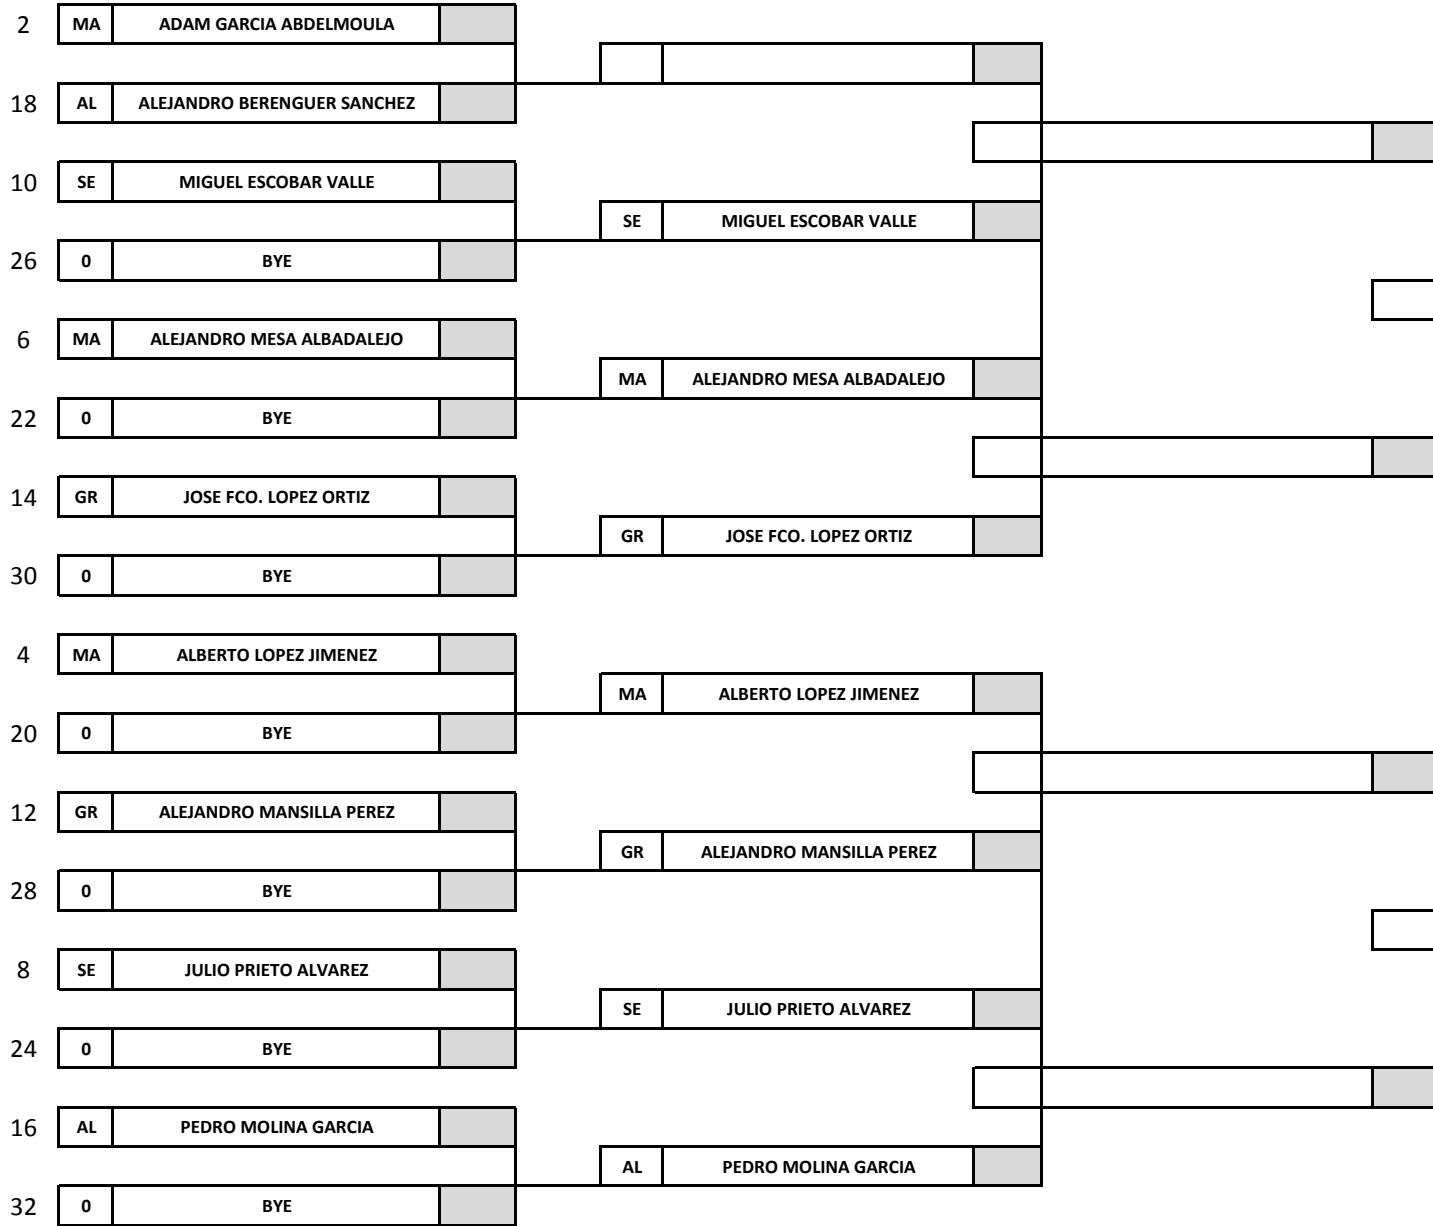 2 MA ADAM GARCIA ABDELMOULA
18 AL ALEJANDRO BERENGUER SANCHEZ
10 SE MIGUEL ESCOBAR VALLE
SE MIGUEL ESCOBAR VALLE
26 0 BYE
6 MA ALEJANDRO MESA ALBADALEJO
MA ALEJANDRO MESA ALBADALEJO
22 0 BYE
14 GR JOSE FCO. LOPEZ ORTIZ
GR JOSE FCO. LOPEZ ORTIZ
30 0 BYE
4 MA ALBERTO LOPEZ JIMENEZ
MA ALBERTO LOPEZ JIMENEZ
20 0 BYE
12 GR ALEJANDRO MANSILLA PEREZ
GR ALEJANDRO MANSILLA PEREZ
28 0 BYE
8 SE JULIO PRIETO ALVAREZ
SE JULIO PRIETO ALVAREZ
24 0 BYE
16 AL PEDRO MOLINA GARCIA
AL PEDRO MOLINA GARCIA
32 0 BYE